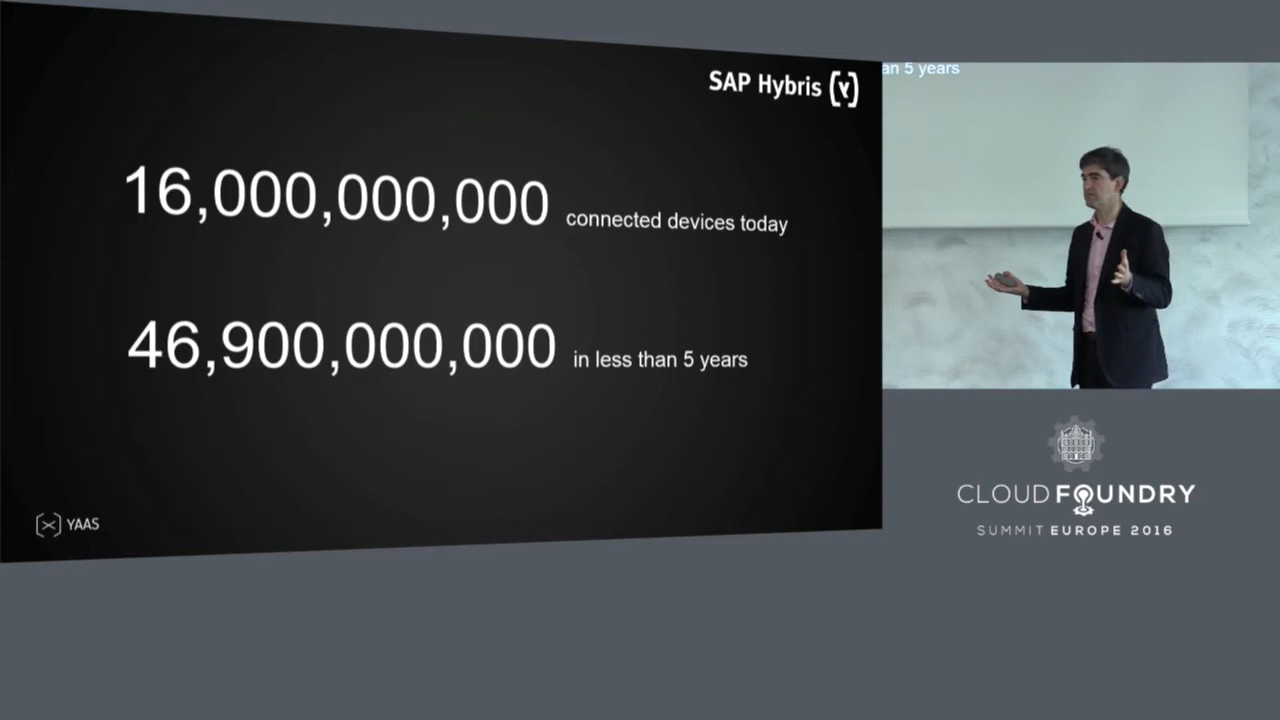 SAP Hybris
16,000,000,000 connected devices today
46,900,000,000 in less than 5 years
YAAS
an 5 years
CLOUD FOUNDRY
SUMMIT EUROPE 2016